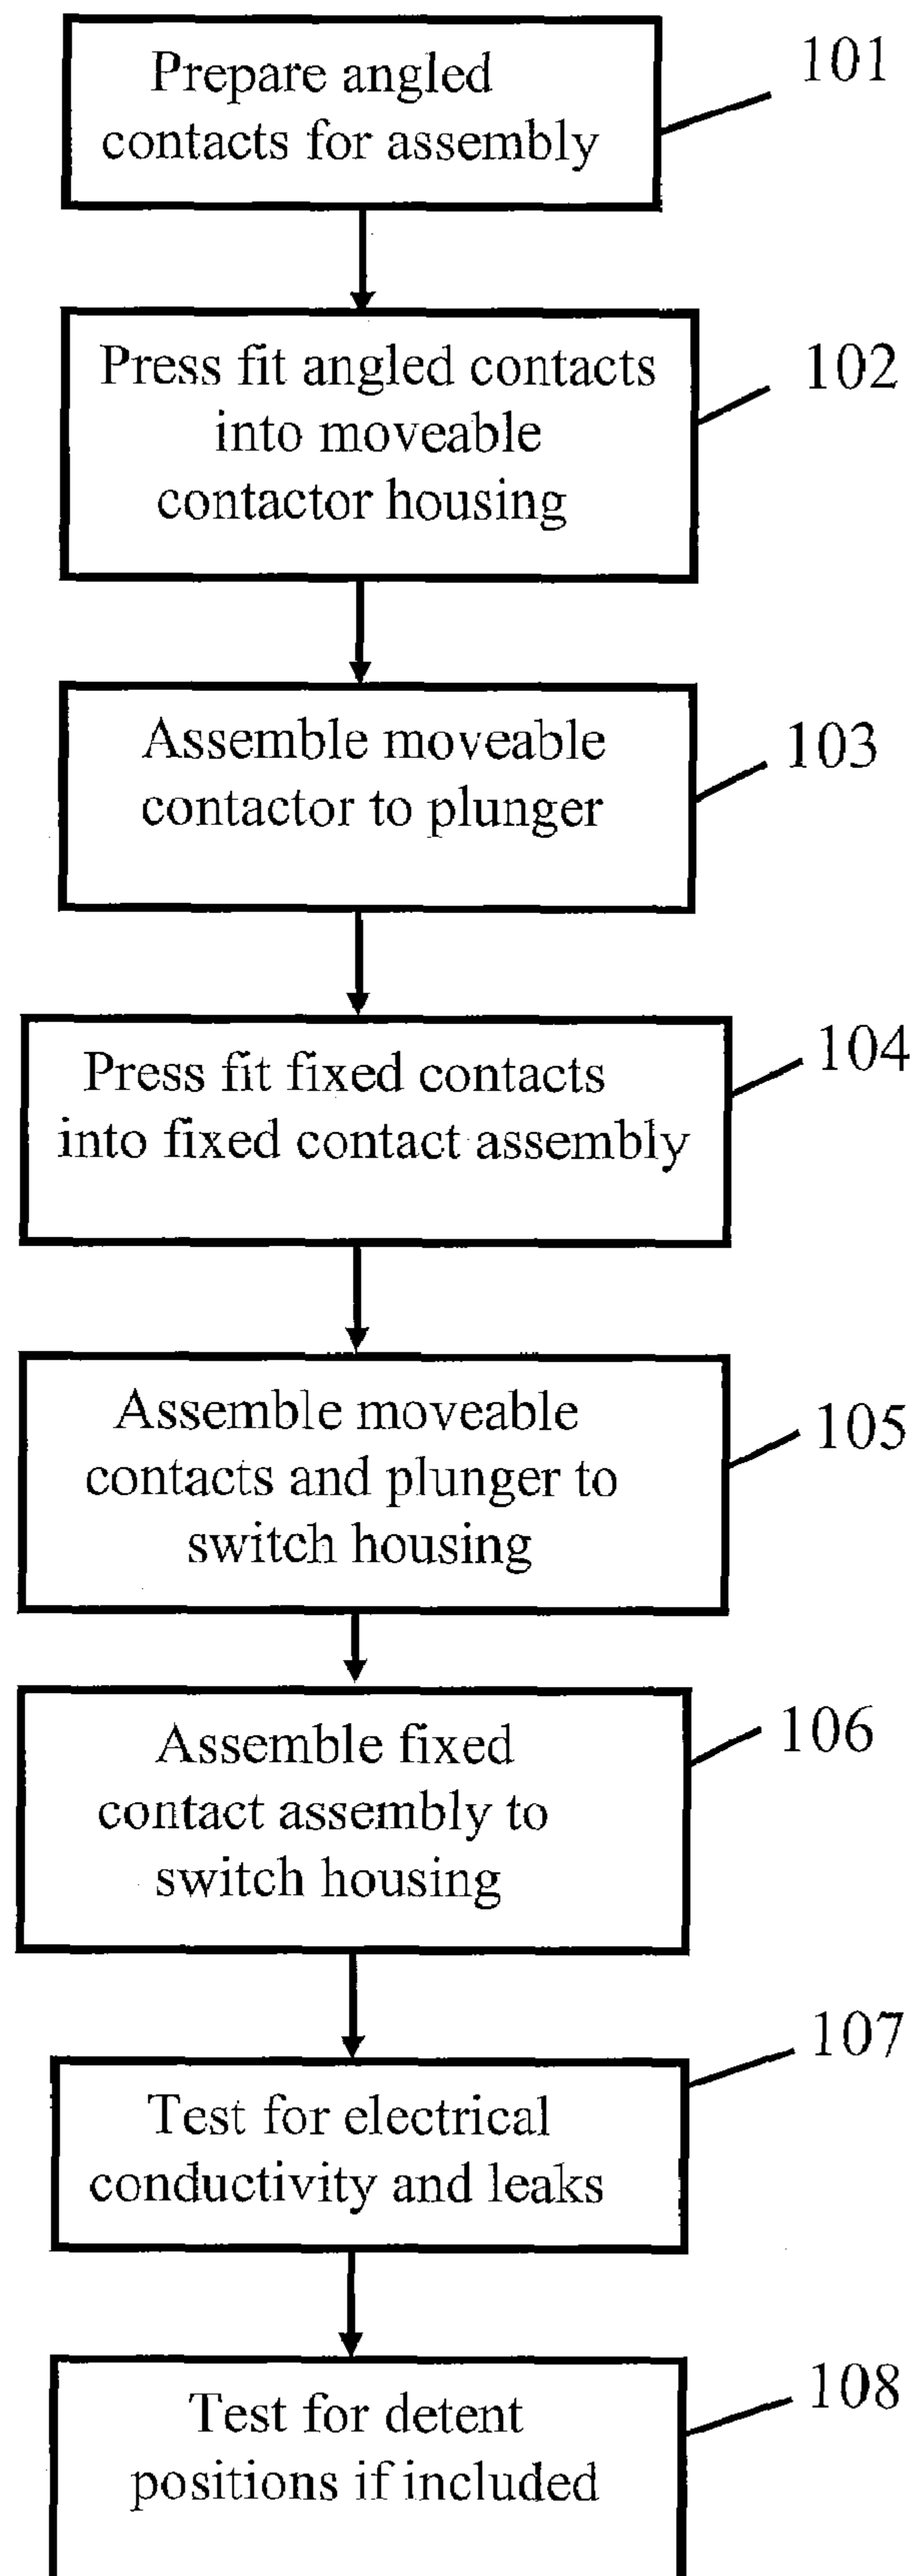 Prepare angled
contacts for assembly
101
Press fit angled contacts
into moveable
contactor housing
102
Assemble moveable
contactor to plunger
103
Press fit fixed contacts
into fixed contact assembly
104
Assemble moveable
contacts and plunger to
switch housing
105
Assemble fixed
contact assembly to
switch housing
106
Test for electrical
conductivity and leaks
107
Test for detent
positions if included
108